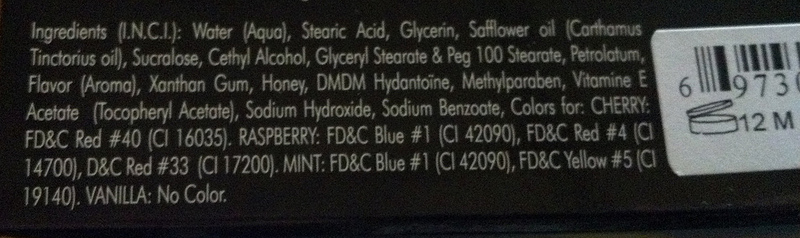 Ingredients (I.N.C.I.): Water (Aqua), Stearic Acid, Glycerin, Safflower oil (Carthamus
Tinctorius oil), Sucralose, Cethyl Alcohol, Glyceryl Stearate & Peg 100 Stearate, Petrolatum,
Flavor (Aroma), Xanthan Gum, Honey, DMDM Hydantoïne, Methylparaben, Vitamine E
Acetate (Tocopheryl Acetate), Sodium Hydroxide, Sodium Benzoate, Colors for: CHERRY:
FD&C Red #40 (CI 16035). RASPBERRY: FD&C Blue #1 (CI 42090), FD&C Red #4 (CI
14700), D&C Red #33 (CI 17200). MINT: FD&C Blue #1 (CI 42090), FD&C Yellow #5 (CI
19140). VANILLA: No Color.
6 9730
12 M